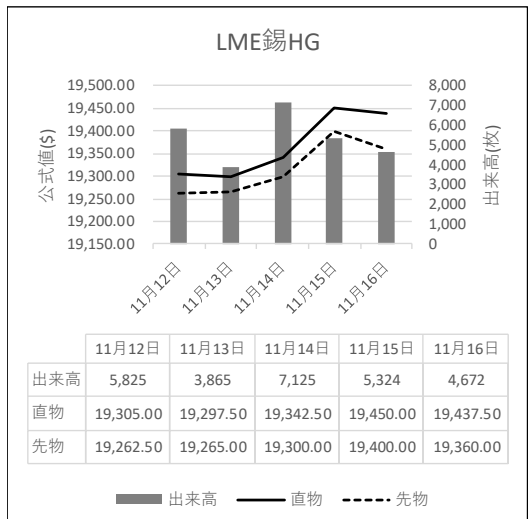 LME錫HG
公式値($)
19,500.00
19,450.00
19,400.00
19,350.00
19,300.00
19,250.00
19,200.00
19,150.00
8,000
7,000
6,000
5,000
4,000
3,000
2,000
1,000
0
出来高(枚)
11月12日
11月13日
11月14日
11月15日
11月16日
11月12日 11月13日 11月14日 11月15日 11月16日
出来高 5,825 3,865 7,125 5,324 4,672
直物 19,305.00 19,297.50 19,342.50 19,450.00 19,437.50
先物 19,262.50 19,265.00 19,300.00 19,400.00 19,360.00
出来高 直物 先物